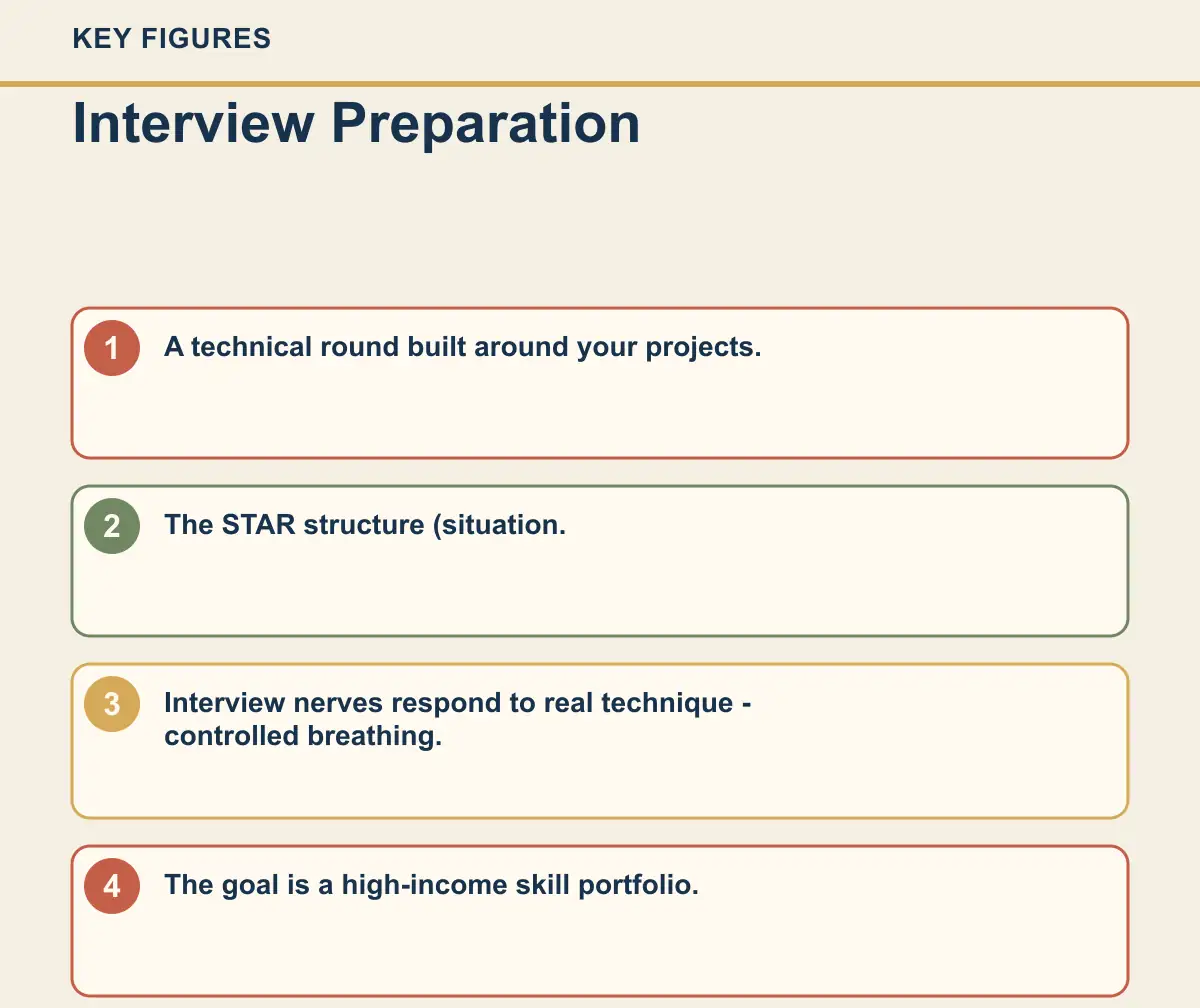 KEY FIGURES
Interview Preparation
1
A technical round built around your projects.
2
The STAR structure (situation.
3
Interview nerves respond to real technique -
controlled breathing.
4
The goal is a high-income skill portfolio.